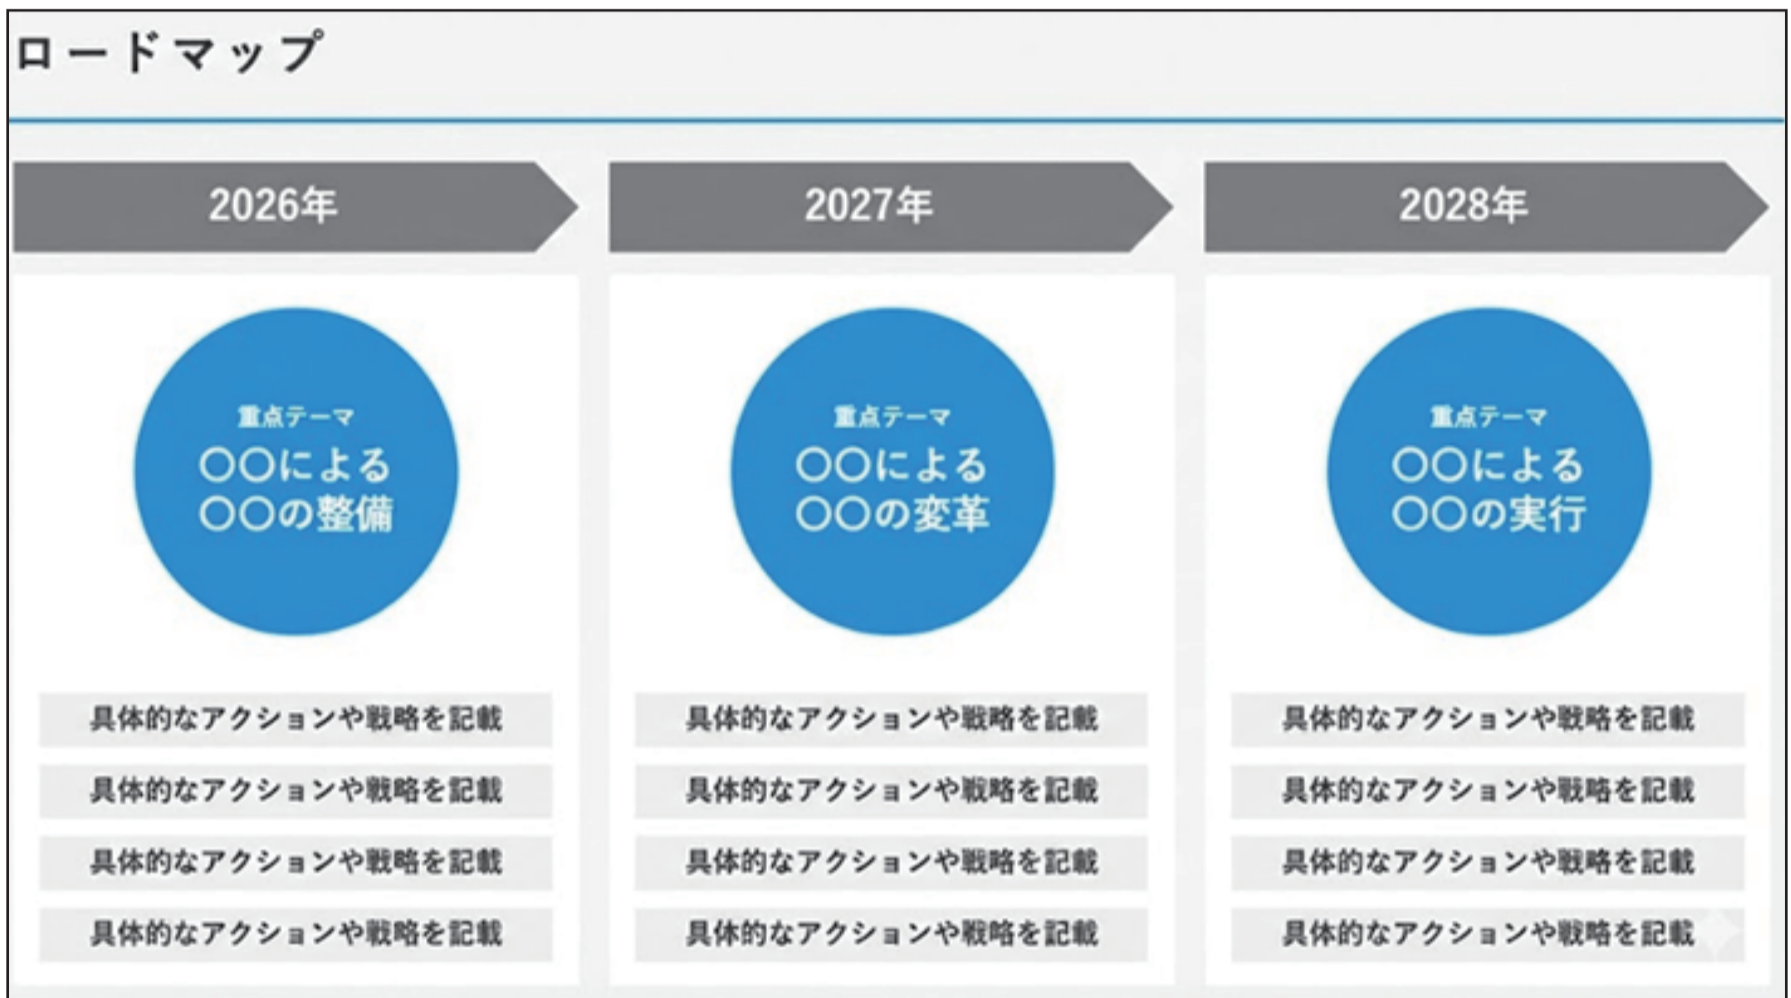 ロードマップ
2026年
2027年
2028年
重点テーマ
〇〇による
〇〇の整備
重点テーマ
〇〇による
〇〇の変革
重点テーマ
〇〇による
〇〇の実行
具体的なアクションや戦略を記載
具体的なアクションや戦略を記載
具体的なアクションや戦略を記載
具体的なアクションや戦略を記載
具体的なアクションや戦略を記載
具体的なアクションや戦略を記載
具体的なアクションや戦略を記載
具体的なアクションや戦略を記載
具体的なアクションや戦略を記載
具体的なアクションや戦略を記載
具体的なアクションや戦略を記載
具体的なアクションや戦略を記載